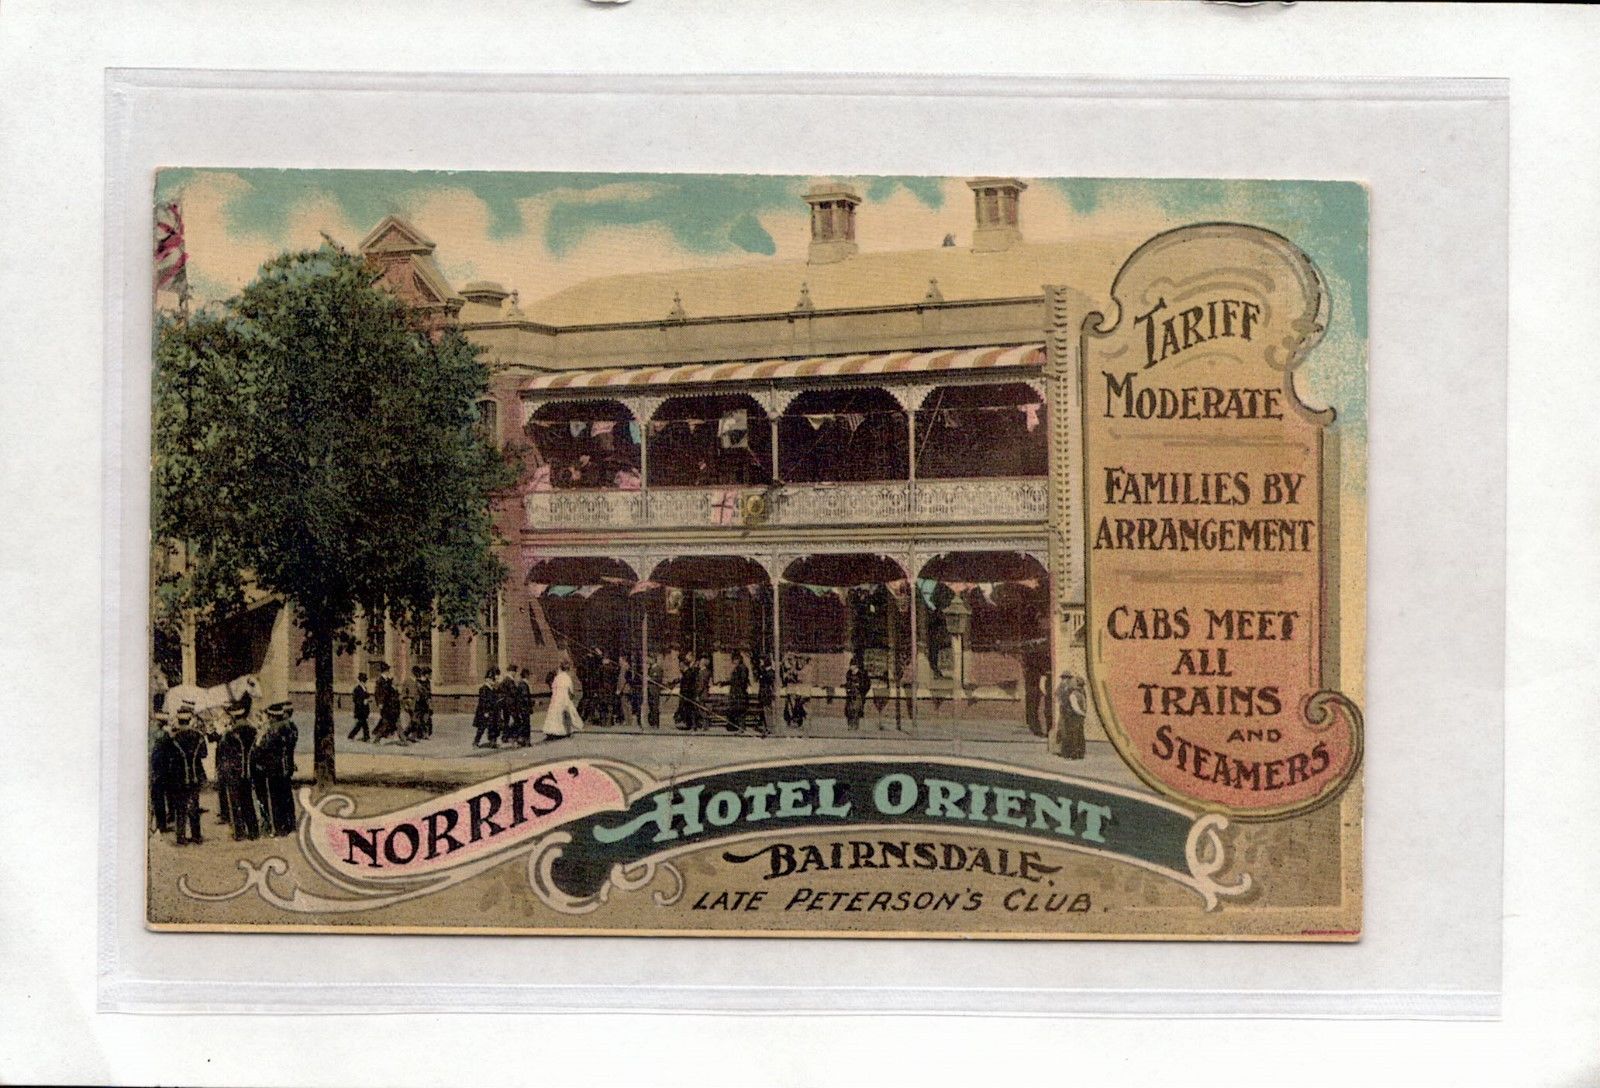 TARIFF
MODERATE
FAMILIES BY
ARRANGEMENT
CABS MEET
ALL
TRAINS
AND
STEAMERS
NORRIS' HOTEL ORIENT
BAIRNSDALE.
LATE PETERSON'S CLUB.